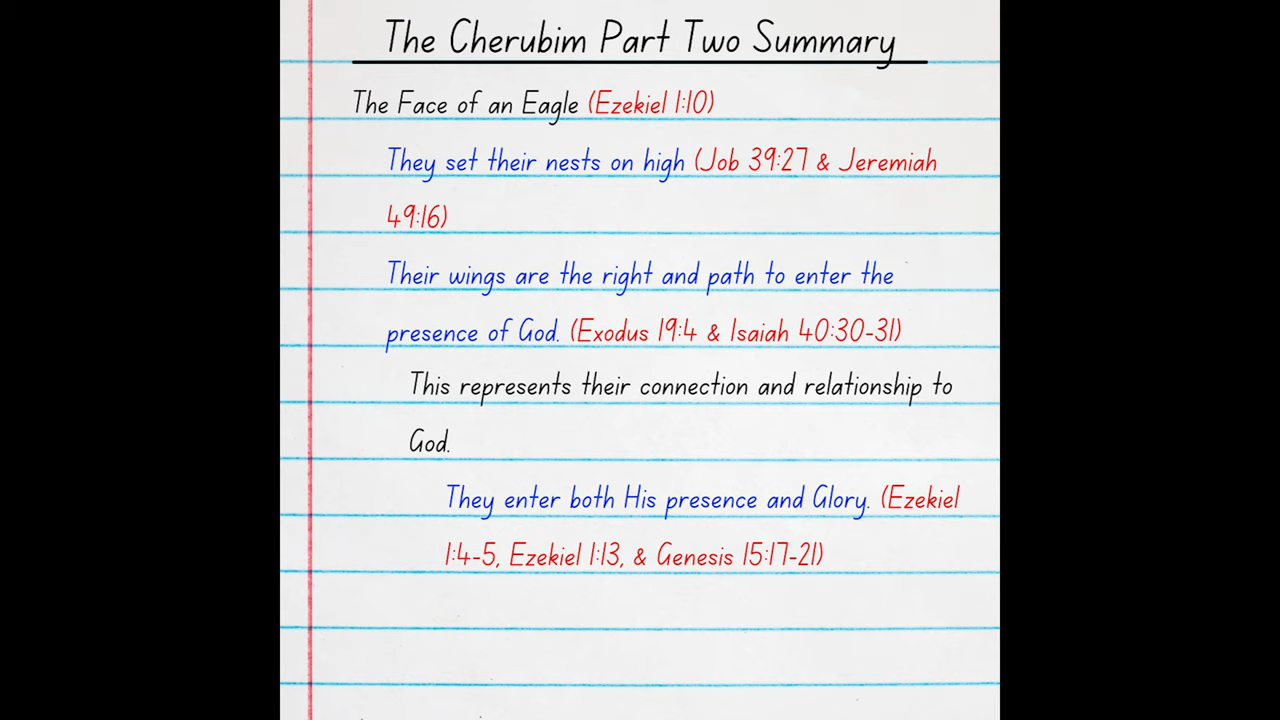 The Cherubim Part Two Summary
The Face of an Eagle (Ezekiel 1:10)
They set their nests on high (Job 39:27 & Jeremiah
49:16)
Their wings are the right and path to enter the
presence of God. (Exodus 19:4 & Isaiah 40:30-31)
This represents their connection and relationship to
God.
They enter both His presence and Glory. (Ezekiel
1:4-5, Ezekiel 1:13, & Genesis 15:17-21)